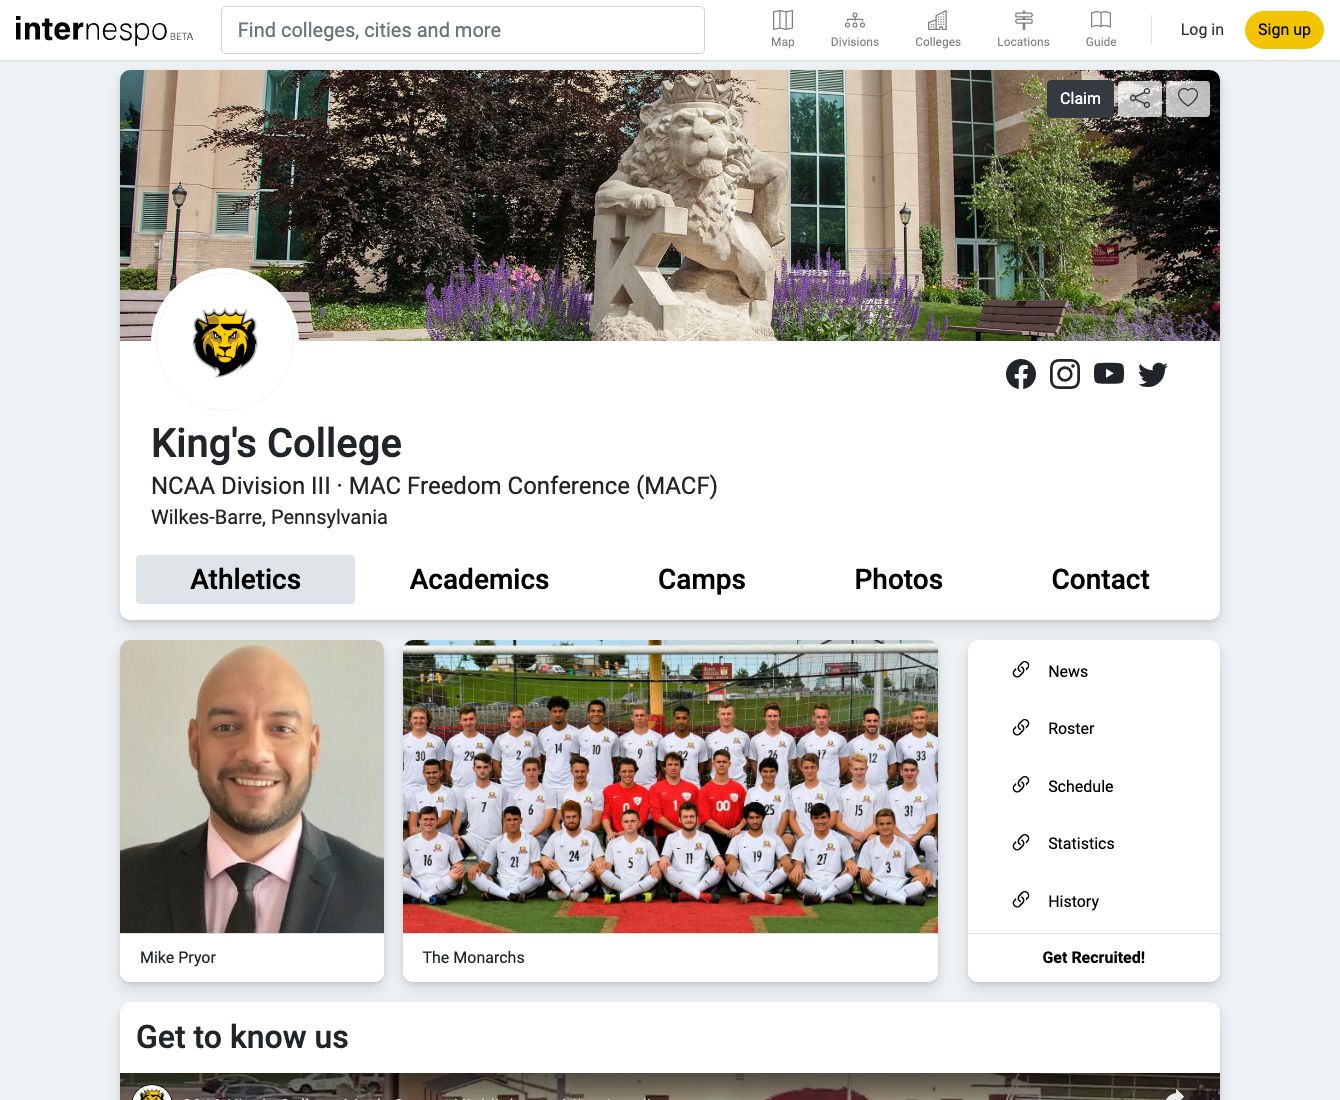 internespo BETA
Find colleges, cities and more
Map
Divisions
Colleges
Locations
Guide
Log in
Sign up
Claim
King's College
NCAA Division III · MAC Freedom Conference (MACF)
Wilkes-Barre, Pennsylvania
Athletics
Academics
Camps
Photos
Contact
Mike Pryor
The Monarchs
News
Roster
Schedule
Statistics
History
Get Recruited!
Get to know us